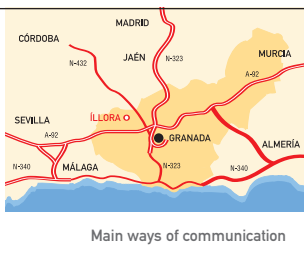 MADRID
CÓRDOBA
JAÉN
N-323
N-432
MURCIA
A-92
SEVILLA
ÍLLORA
A-92
GRANADA
ALMERÍA
N-340
MÁLAGA
N-323
N-340
Main ways of communication